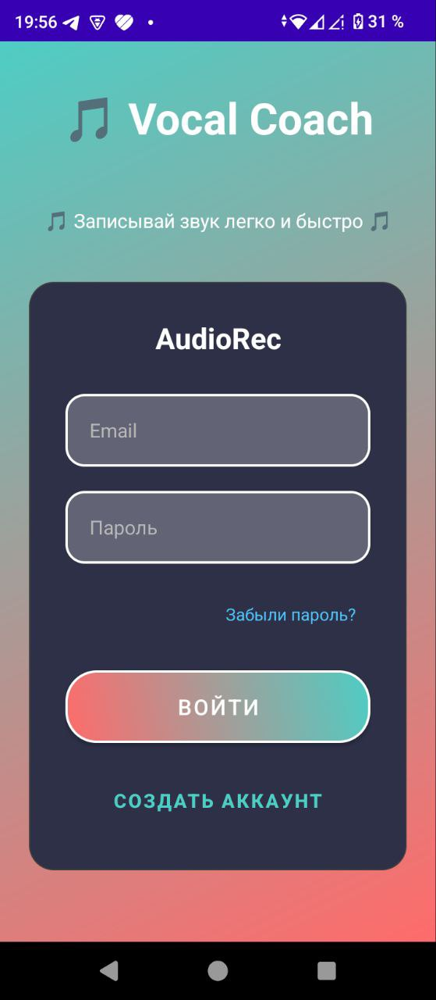 19:56 31 %
🎵 Vocal Coach
🎵 Записывай звук легко и быстро 🎵
AudioRec
Email
Пароль
Забыли пароль?
ВОЙТИ
СОЗДАТЬ АККАУНТ